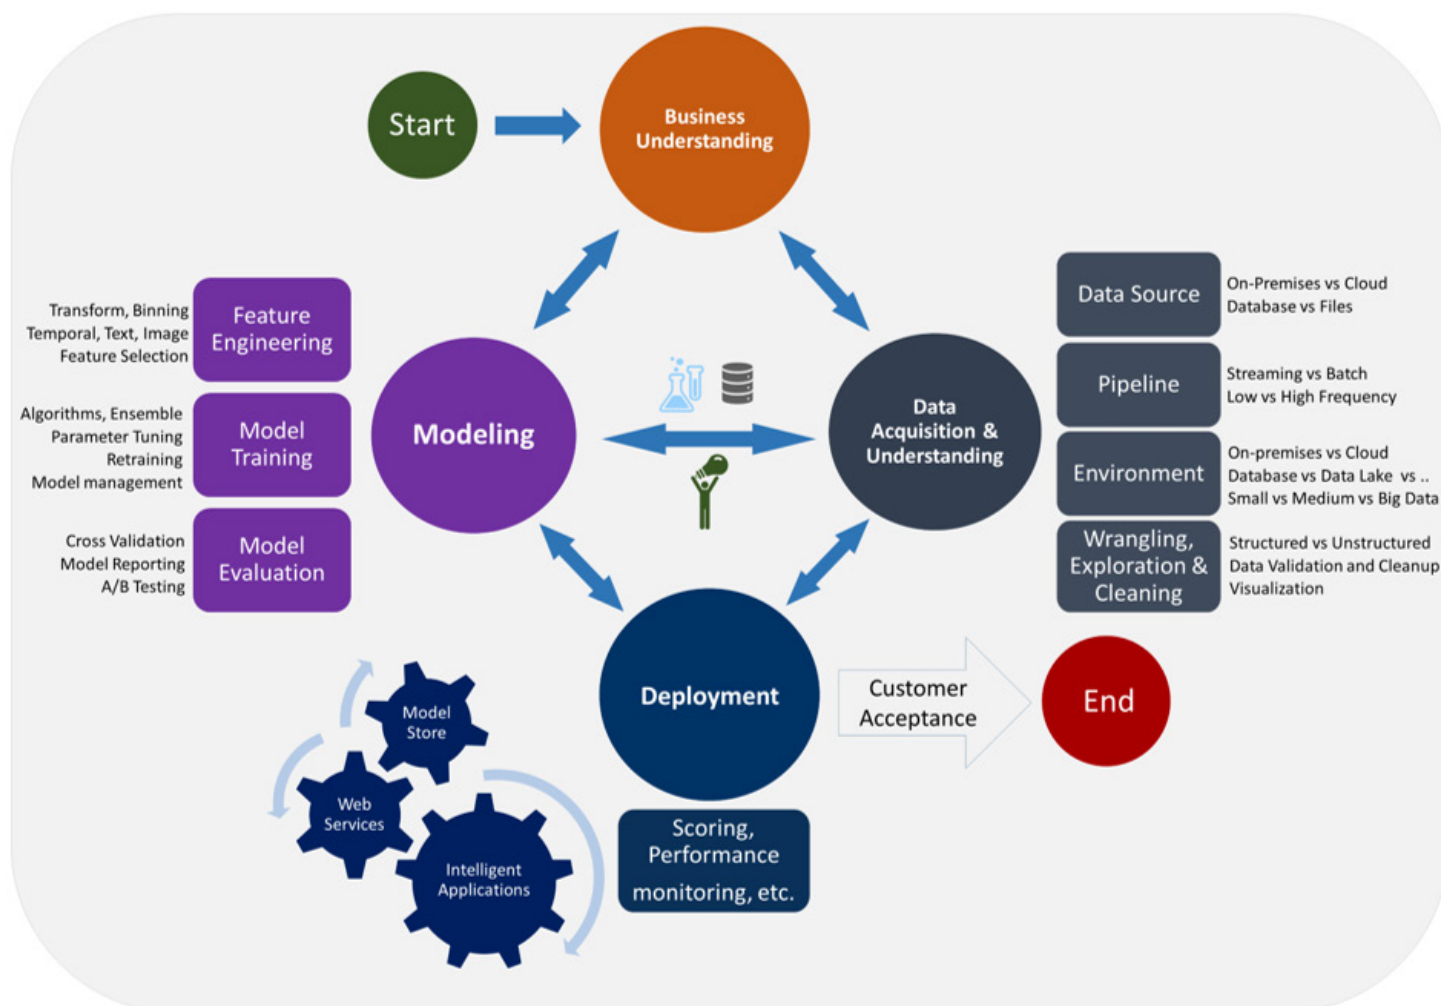 Start
Business
Understanding
Transform, Binning
Temporal, Text, Image
Feature Selection
Feature
Engineering
Algorithms, Ensemble
Parameter Tuning
Retraining
Model management
Model
Training
Cross Validation
Model Reporting
A/B Testing
Model
Evaluation
Modeling
Data
Acquisition &
Understanding
Data Source
On-Premises vs Cloud
Database vs Files
Pipeline
Streaming vs Batch
Low vs High Frequency
Environment
On-premises vs Cloud
Database vs Data Lake vs ..
Small vs Medium vs Big Data
Wrangling,
Exploration &
Cleaning
Structured vs Unstructured
Data Validation and Cleanup
Visualization
Deployment
Customer
Acceptance
End
Model
Store
Web
Services
Intelligent
Applications
Scoring,
Performance
monitoring, etc.